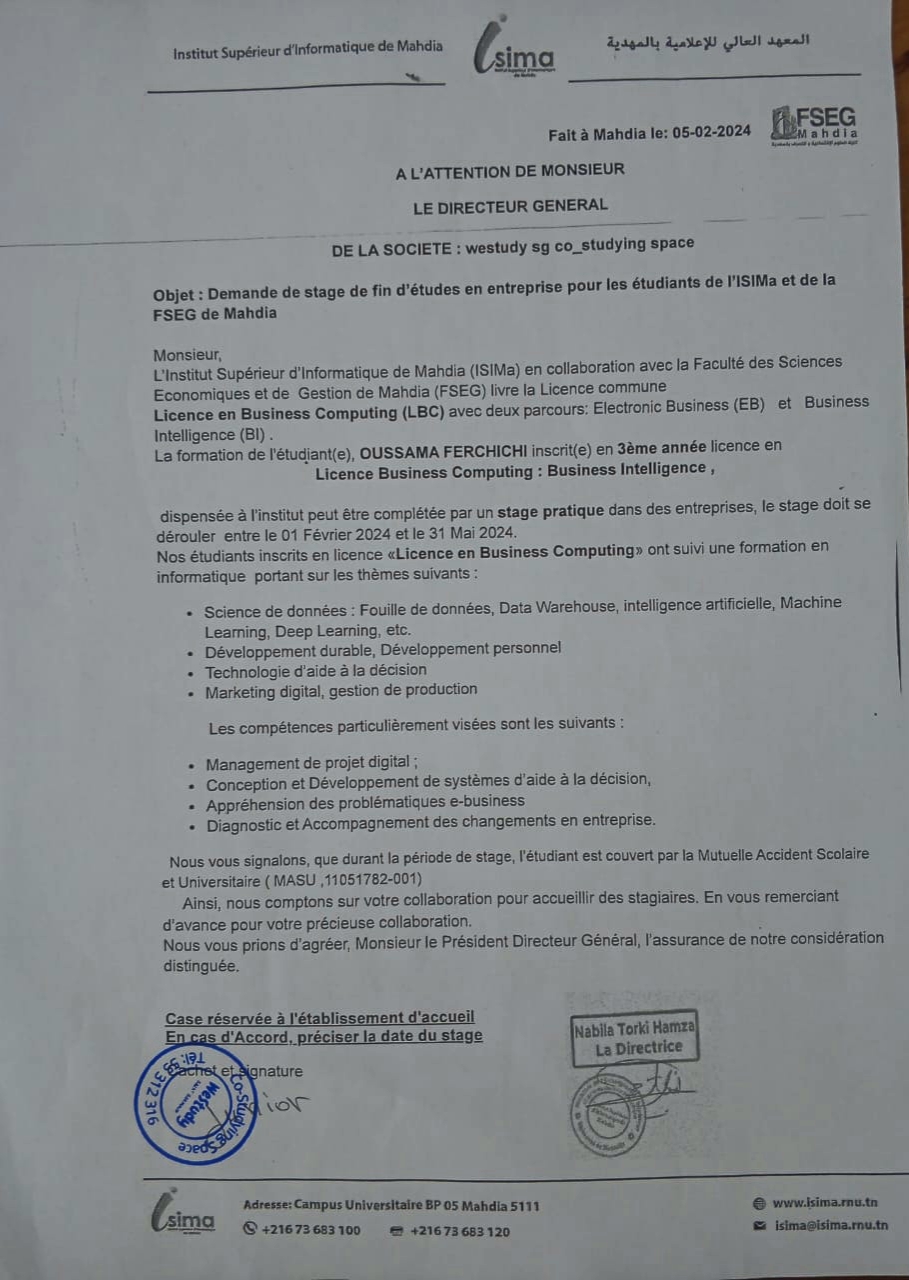 Institut Supérieur d'Informatique de Mahdia
isima
المعهد العالي للإعلامية بالمهدية
Fait à Mahdia le: 05-02-2024
FSEG
Mahdia
A L'ATTENTION DE MONSIEUR
LE DIRECTEUR GENERAL
DE LA SOCIETE : westudy sg co_studying space
Objet : Demande de stage de fin d'études en entreprise pour les étudiants de l'ISIMa et de la
FSEG de Mahdia
Monsieur,
L'Institut Supérieur d'Informatique de Mahdia (ISIMa) en collaboration avec la Faculté des Sciences
Economiques et de Gestion de Mahdia (FSEG) livre la Licence commune
Licence en Business Computing (LBC) avec deux parcours: Electronic Business (EB) et Business
Intelligence (BI) .
La formation de l'étudiant(e), OUSSAMA FERCHICHI inscrit(e) en 3ème année licence en
Licence Business Computing : Business Intelligence ,
dispensée à l'institut peut être complétée par un stage pratique dans des entreprises, le stage doit se
dérouler entre le 01 Février 2024 et le 31 Mai 2024.
Nos étudiants inscrits en licence «Licence en Business Computing» ont suivi une formation en
informatique portant sur les thèmes suivants :
• Science de données : Fouille de données, Data Warehouse, intelligence artificielle, Machine
Learning, Deep Learning, etc.
• Développement durable, Développement personnel
• Technologie d'aide à la décision
• Marketing digital, gestion de production
Les compétences particulièrement visées sont les suivants :
• Management de projet digital ;
• Conception et Développement de systèmes d'aide à la décision,
• Appréhension des problématiques e-business
• Diagnostic et Accompagnement des changements en entreprise.
Nous vous signalons, que durant la période de stage, l'étudiant est couvert par la Mutuelle Accident Scolaire
et Universitaire ( MASU ,11051782-001)
Ainsi, nous comptons sur votre collaboration pour accueillir des stagiaires. En vous remerciant
d'avance pour votre précieuse collaboration.
Nous vous prions d'agréer, Monsieur le Président Directeur Général, l'assurance de notre considération
distinguée.
Case réservée à l'établissement d'accueil
En cas d'Accord, préciser la date du stage
Cachet et signature
Co-Studying Space
Westudy
Tél: 55 312 316
Nabila Torki Hamza
La Directrice
isima
Adresse: Campus Universitaire BP 05 Mahdia 5111
+216 73 683 100 +216 73 683 120
www.isima.rnu.tn
isima@isima.rnu.tn